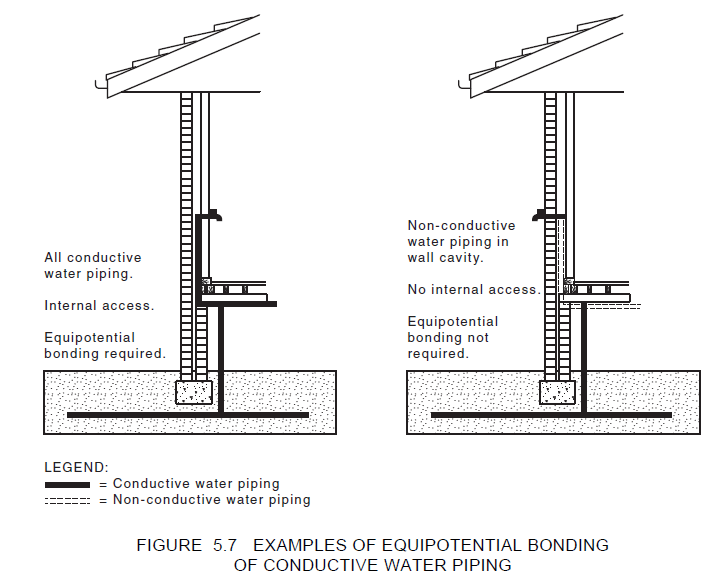 All conductive
water piping.
Internal access.
Equipotential
bonding required.
Non-conductive
water piping in
wall cavity.
No internal access.
Equipotential
bonding not
required.
LEGEND:
= Conductive water piping
= Non-conductive water piping
FIGURE 5.7 EXAMPLES OF EQUIPOTENTIAL BONDING
OF CONDUCTIVE WATER PIPING